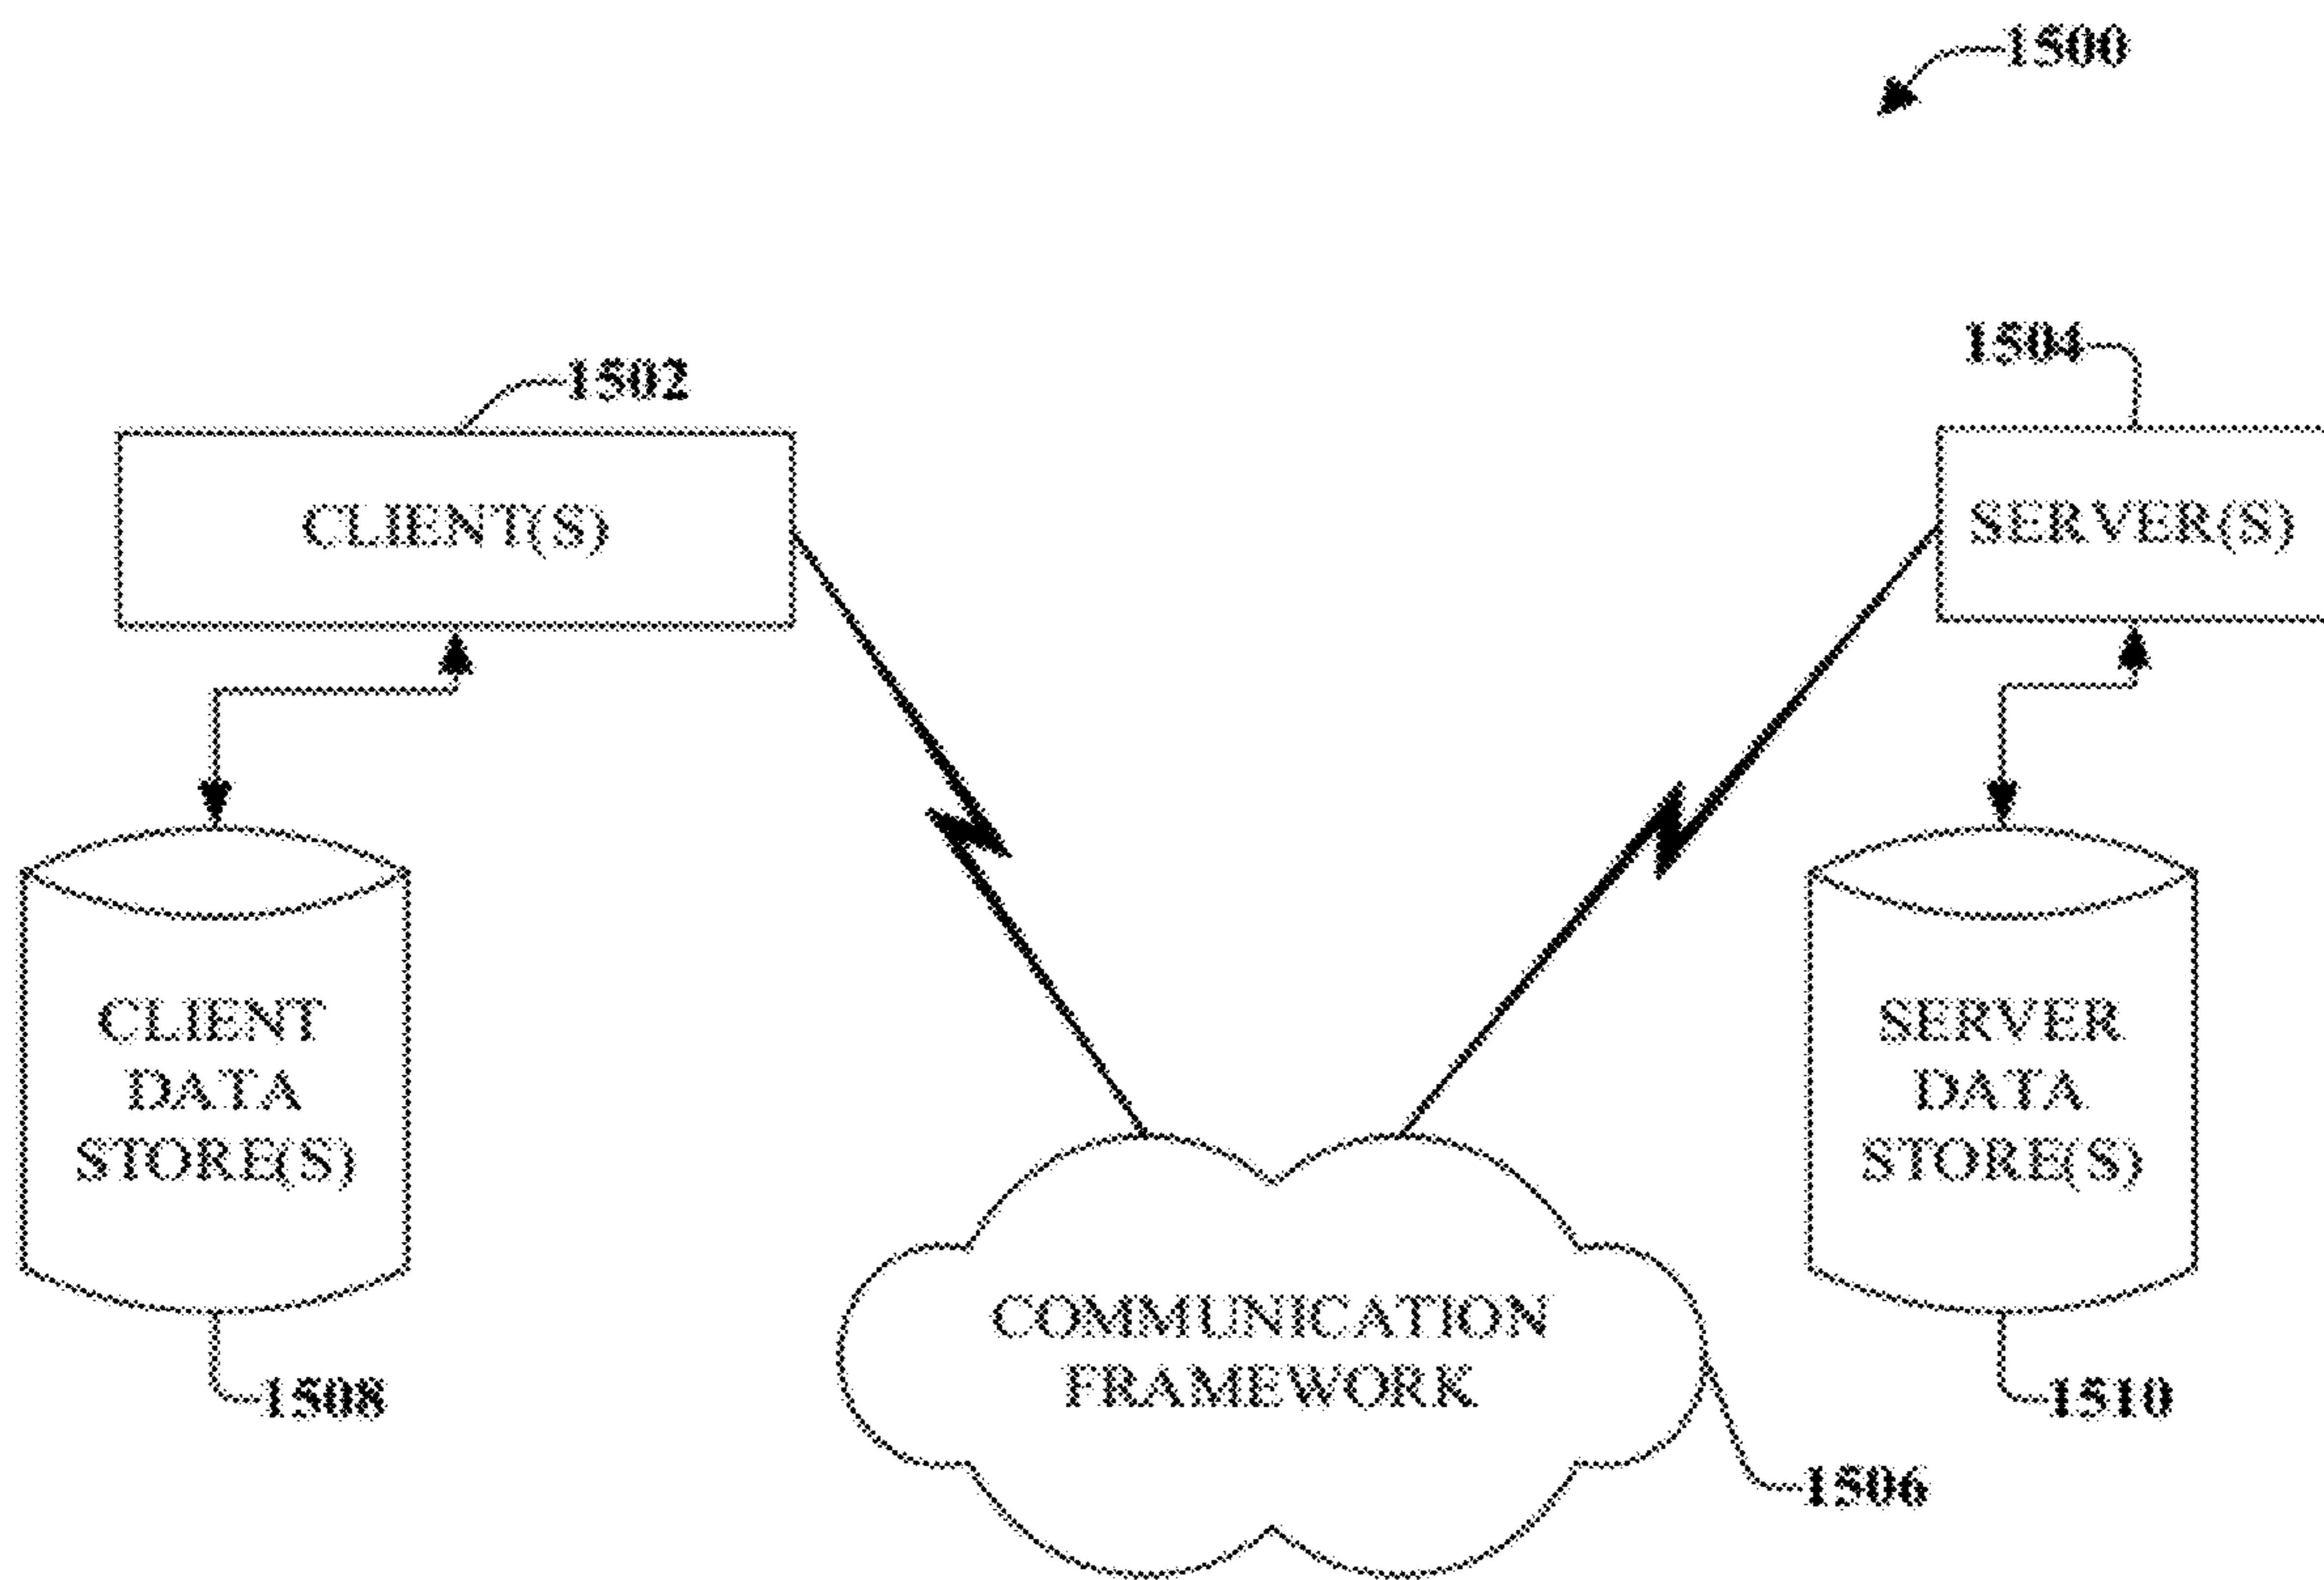 1500
1502
1504
CLIENT(S)
SERVER(S)
CLIENT
DATA
STORE(S)
SERVER
DATA
STORE(S)
COMMUNICATION
FRAMEWORK
1508
1510
1506